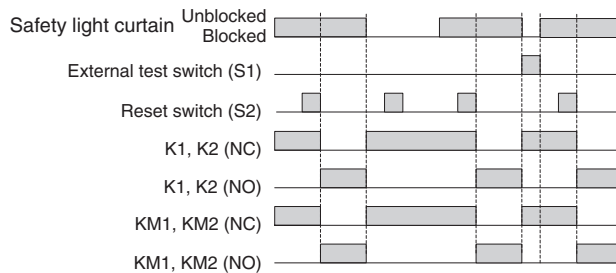 Safety light curtain
Unblocked
Blocked
External test switch (S1)
Reset switch (S2)
K1, K2 (NC)
K1, K2 (NO)
KM1, KM2 (NC)
KM1, KM2 (NO)